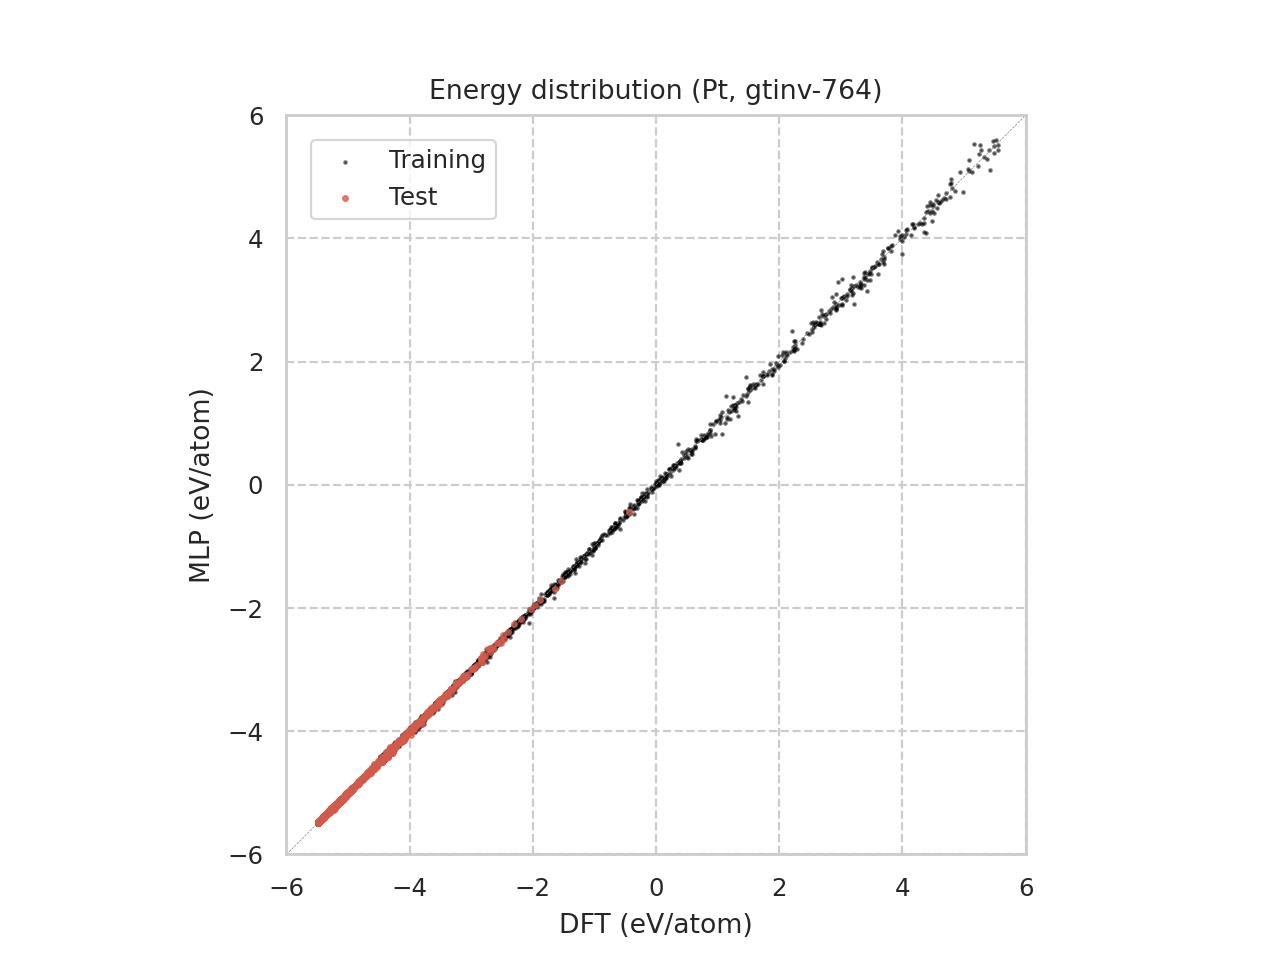 Energy distribution (Pt, gtinv-764)
Training
Test
MLP (eV/atom)
6
4
2
0
−2
−4
−6
−6 −4 −2 0 2 4 6
DFT (eV/atom)